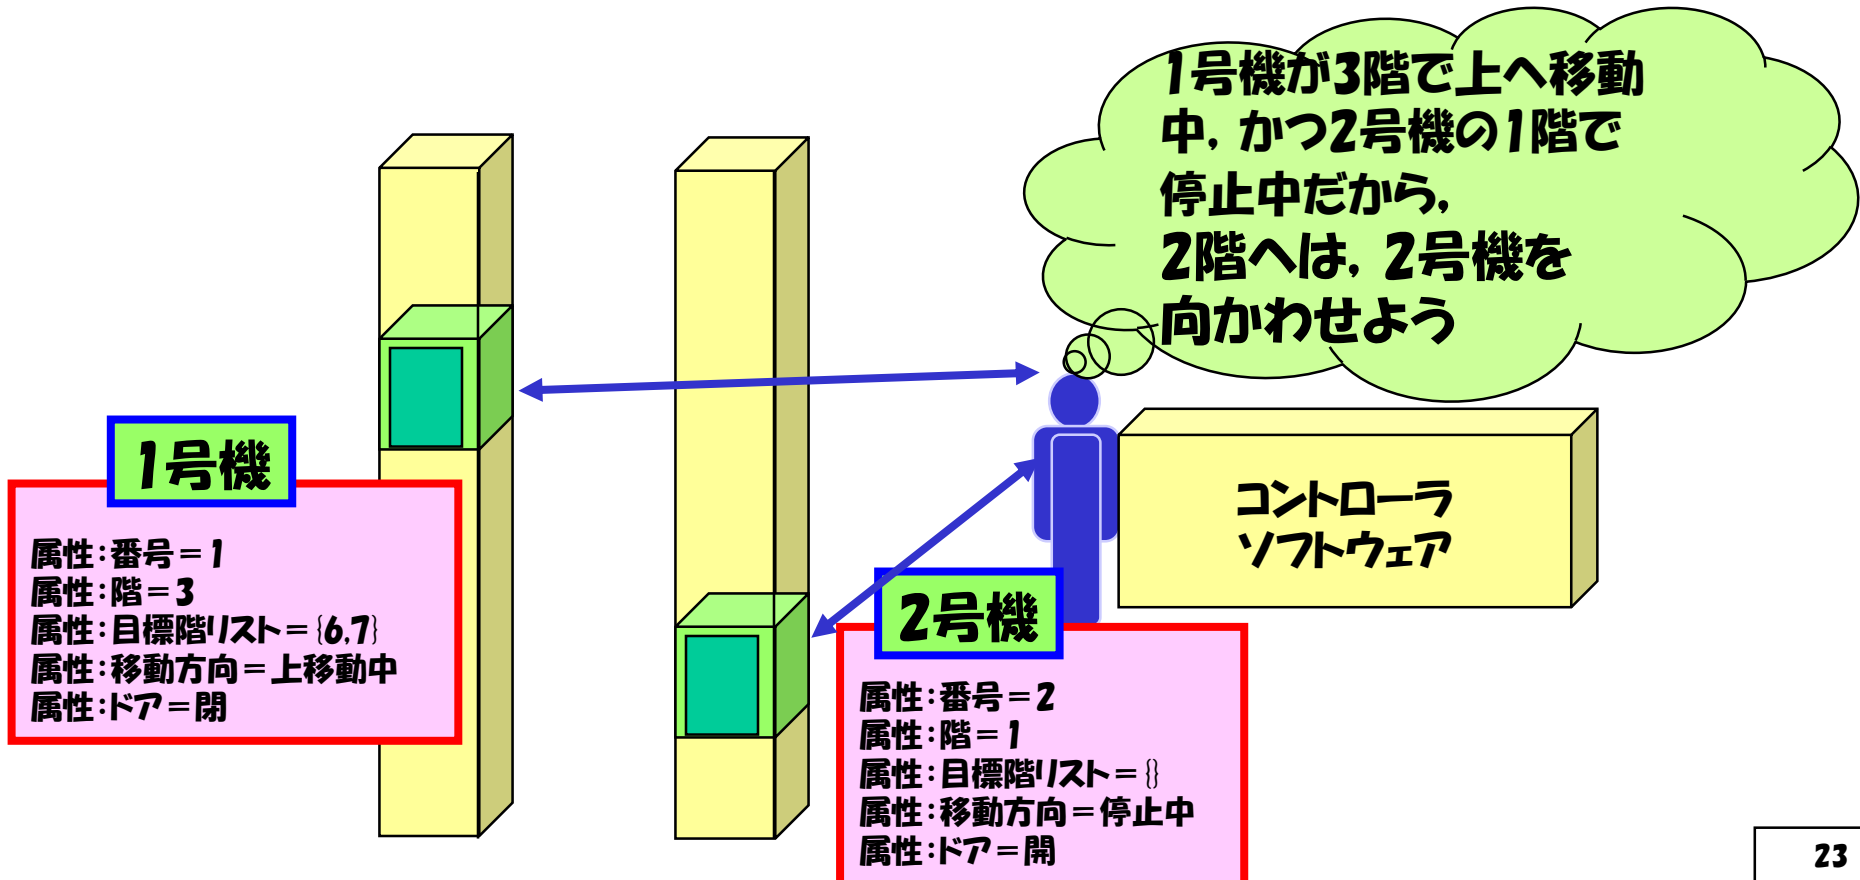 1号機が3階で上へ移動
中，かつ2号機の1階で
停止中だから，
2階へは，2号機を
向かわせよう
1号機
属性：番号＝1
属性：階＝3
属性：目標階リスト＝{6,7}
属性：移動方向＝上移動中
属性：ドア＝閉
コントローラ
ソフトウェア
2号機
属性：番号＝2
属性：階＝1
属性：目標階リスト＝{}
属性：移動方向＝停止中
属性：ドア＝開
23